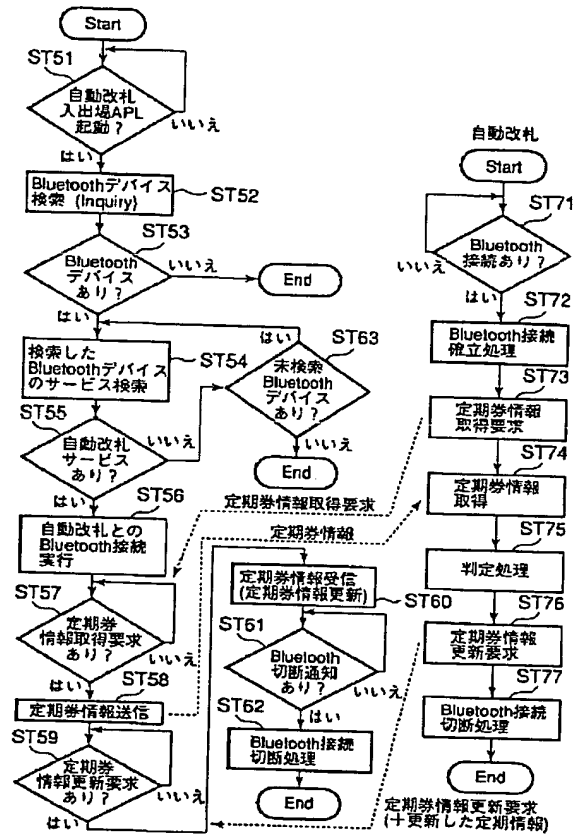 Start
ST51
自動改札
入出場APL
起動？
いいえ
はい
Bluetoothデバイス
検索 (Inquiry)
ST52
ST53
Bluetooth
デバイス
あり？
いいえ
End
はい
検索した
Bluetoothデバイス
のサービス検索
ST54
はい
ST63
未検索
Bluetooth
デバイス
あり？
いいえ
End
ST55
自動改札
サービス
あり？
いいえ
はい
ST56
自動改札との
Bluetooth接続
実行
ST57
定期券
情報取得要求
あり？
いいえ
はい
ST58
定期券情報送信
ST59
定期券
情報更新要求
あり？
いいえ
はい
定期券情報取得要求
定期券情報
定期券情報受信
(定期券情報更新)
ST60
ST61
Bluetooth
切断通知
あり？
いいえ
はい
ST62
Bluetooth接続
切断処理
End
自動改札
Start
ST71
Bluetooth
接続あり？
いいえ
はい
ST72
Bluetooth接続
確立処理
ST73
定期券情報
取得要求
ST74
定期券情報
取得
ST75
判定処理
ST76
定期券情報
更新要求
ST77
Bluetooth接続
切断処理
End
定期券情報更新要求
(＋更新した定期情報)